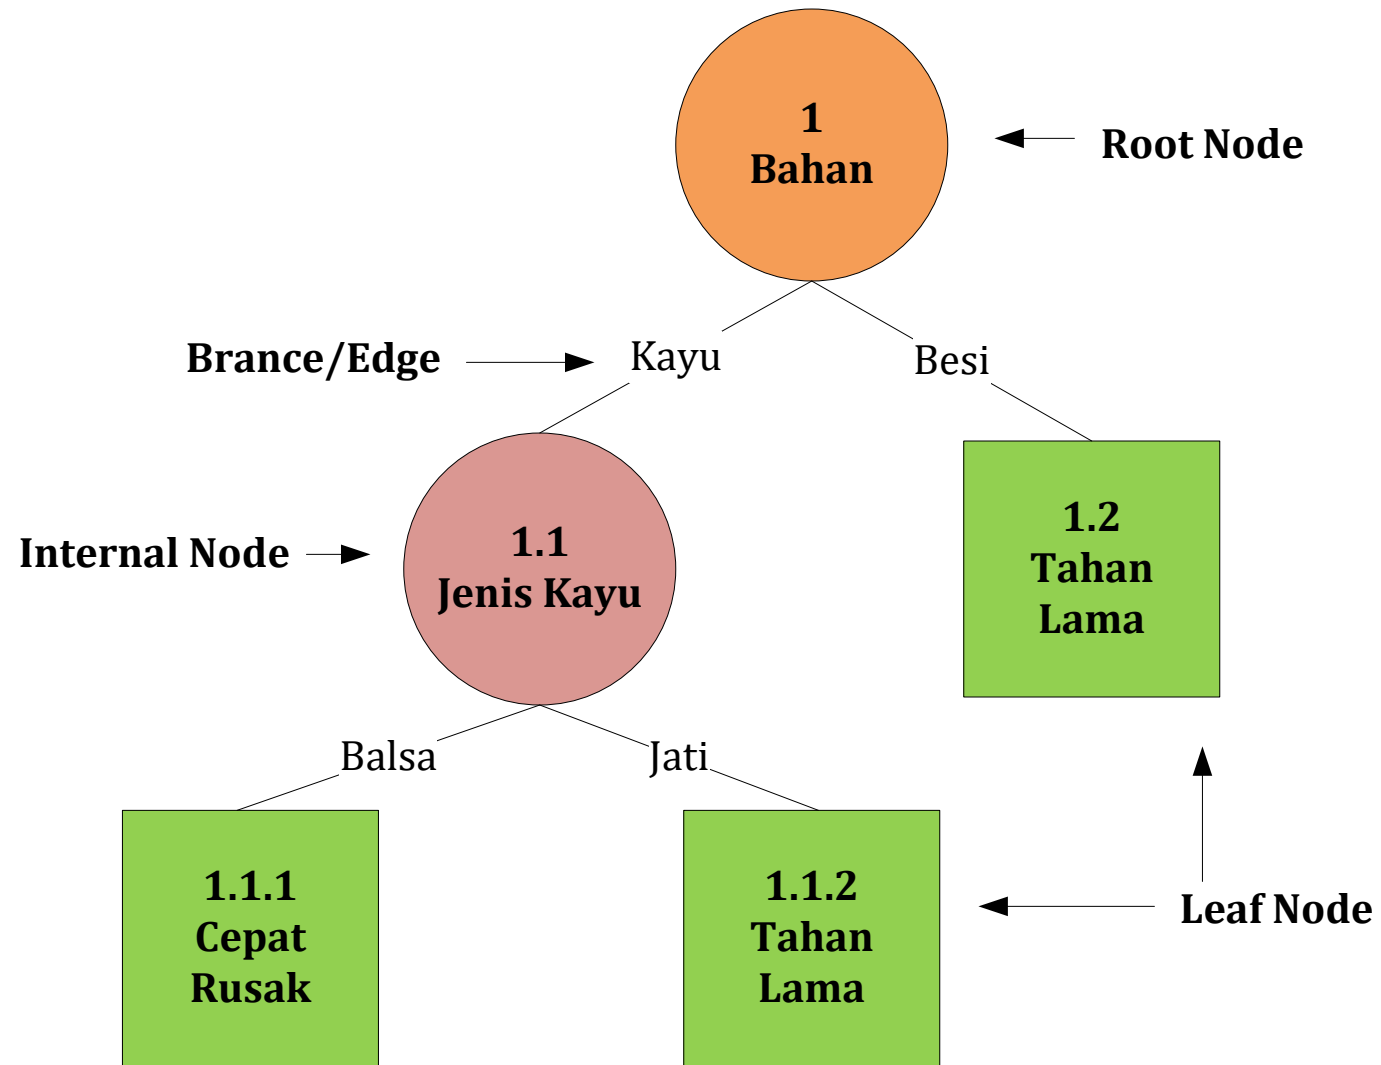 1
Bahan
Root Node
Brance/Edge
Kayu
Besi
Internal Node
1.1
Jenis Kayu
1.2
Tahan
Lama
Balsa
Jati
1.1.1
Cepat
Rusak
1.1.2
Tahan
Lama
Leaf Node